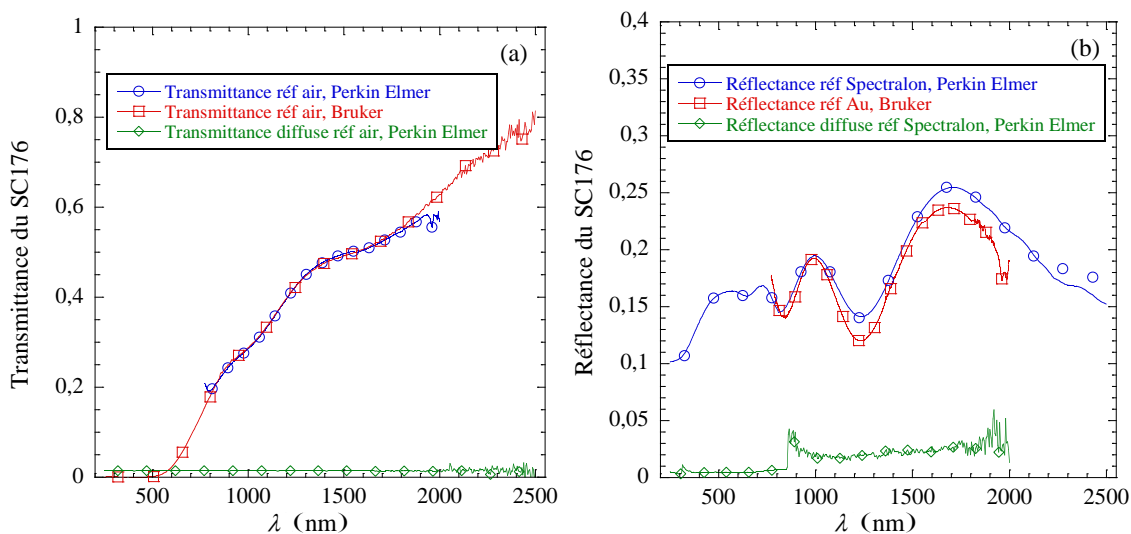 (a)
Transmittance réf air, Perkin Elmer
Transmittance réf air, Bruker
Transmittance diffuse réf air, Perkin Elmer
Transmittance du SC176
1
0,8
0,6
0,4
0,2
0
500
1000
1500
2000
2500
λ (nm)
(b)
Réflectance réf Spectralon, Perkin Elmer
Réflectance réf Au, Bruker
Réflectance diffuse réf Spectralon, Perkin Elmer
Réflectance du SC176
0,4
0,35
0,3
0,25
0,2
0,15
0,1
0,05
0
500
1000
1500
2000
2500
λ (nm)